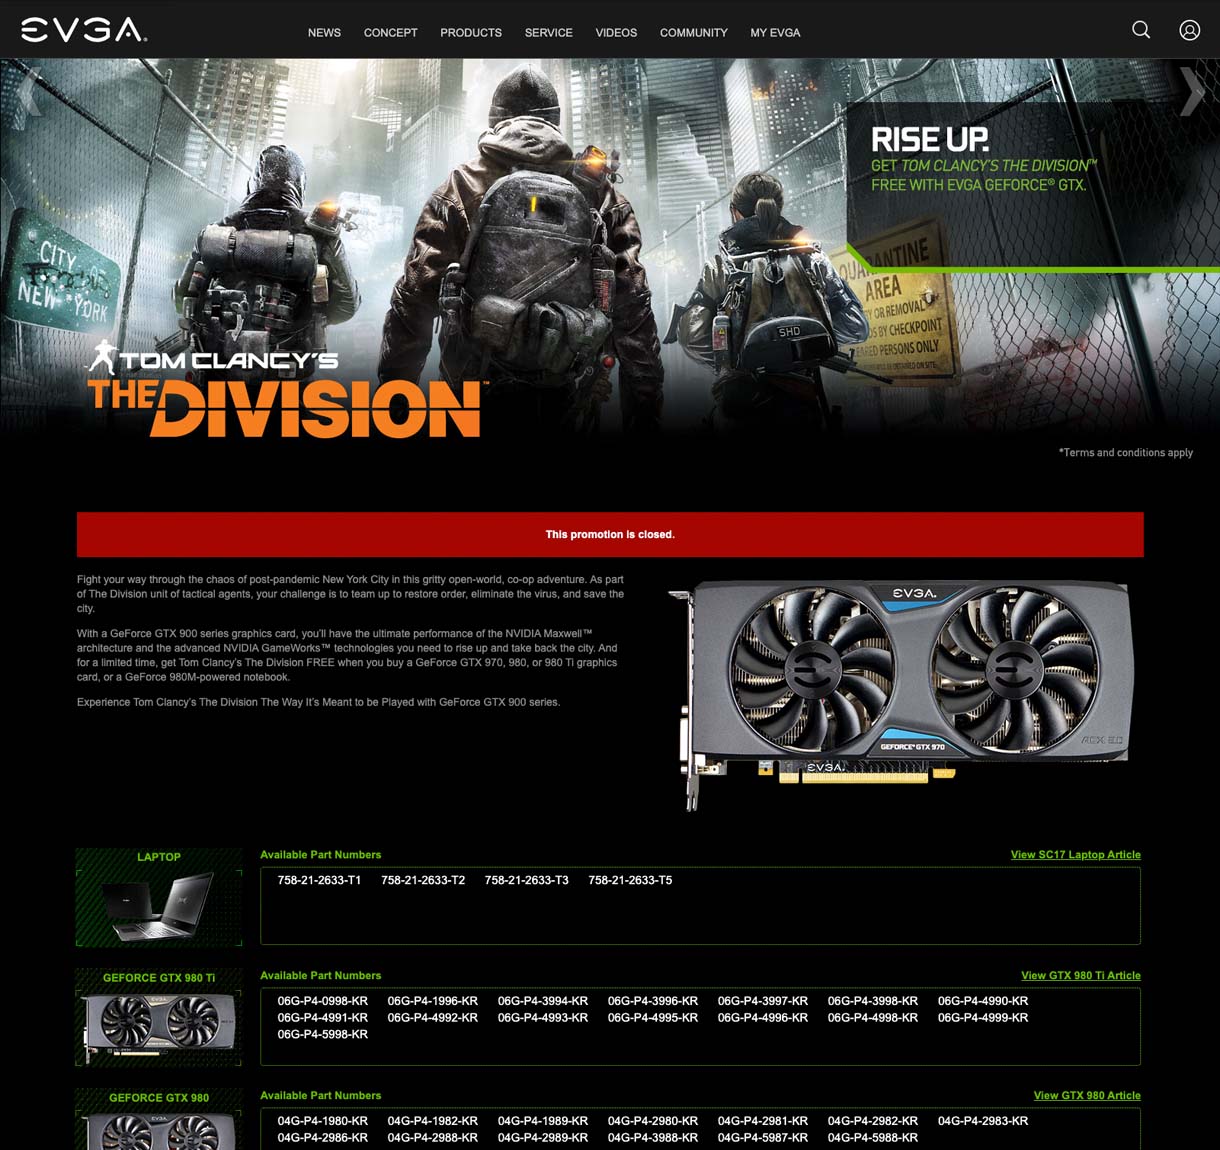 EVGA
NEWS CONCEPT PRODUCTS SERVICE VIDEOS COMMUNITY MY EVGA
RISE UP.
GET TOM CLANCY'S THE DIVISION™
FREE WITH EVGA GEFORCE® GTX.
CITY
NEW YORK
QUARANTINE
AREA
OR REMOVAL
BY CHECKPOINT
PERSONS ONLY
SHD
TOM CLANCY'S
THE DIVISION™
*Terms and conditions apply
This promotion is closed.
Fight your way through the chaos of post-pandemic New York City in this gritty open-world, co-op adventure. As part
of The Division unit of tactical agents, your challenge is to team up to restore order, eliminate the virus, and save the
city.
With a GeForce GTX 900 series graphics card, you’ll have the ultimate performance of the NVIDIA Maxwell™
architecture and the advanced NVIDIA GameWorks™ technologies you need to rise up and take back the city. And
for a limited time, get Tom Clancy’s The Division FREE when you buy a GeForce GTX 970, 980, or 980 Ti graphics
card, or a GeForce 980M-powered notebook.
Experience Tom Clancy’s The Division The Way It’s Meant to be Played with GeForce GTX 900 series.
EVGA
GEFORCE® GTX 970
ACX 2.0
EVGA
LAPTOP
Available Part Numbers
View SC17 Laptop Article
758-21-2633-T1 758-21-2633-T2 758-21-2633-T3 758-21-2633-T5
GEFORCE GTX 980 Ti
Available Part Numbers
View GTX 980 Ti Article
06G-P4-0998-KR 06G-P4-1996-KR 06G-P4-3994-KR 06G-P4-3996-KR 06G-P4-3997-KR 06G-P4-3998-KR 06G-P4-4990-KR
06G-P4-4991-KR 06G-P4-4992-KR 06G-P4-4993-KR 06G-P4-4995-KR 06G-P4-4996-KR 06G-P4-4998-KR 06G-P4-4999-KR
06G-P4-5998-KR
GEFORCE GTX 980
Available Part Numbers
View GTX 980 Article
04G-P4-1980-KR 04G-P4-1982-KR 04G-P4-1989-KR 04G-P4-2980-KR 04G-P4-2981-KR 04G-P4-2982-KR 04G-P4-2983-KR
04G-P4-2986-KR 04G-P4-2988-KR 04G-P4-2989-KR 04G-P4-3988-KR 04G-P4-5987-KR 04G-P4-5988-KR